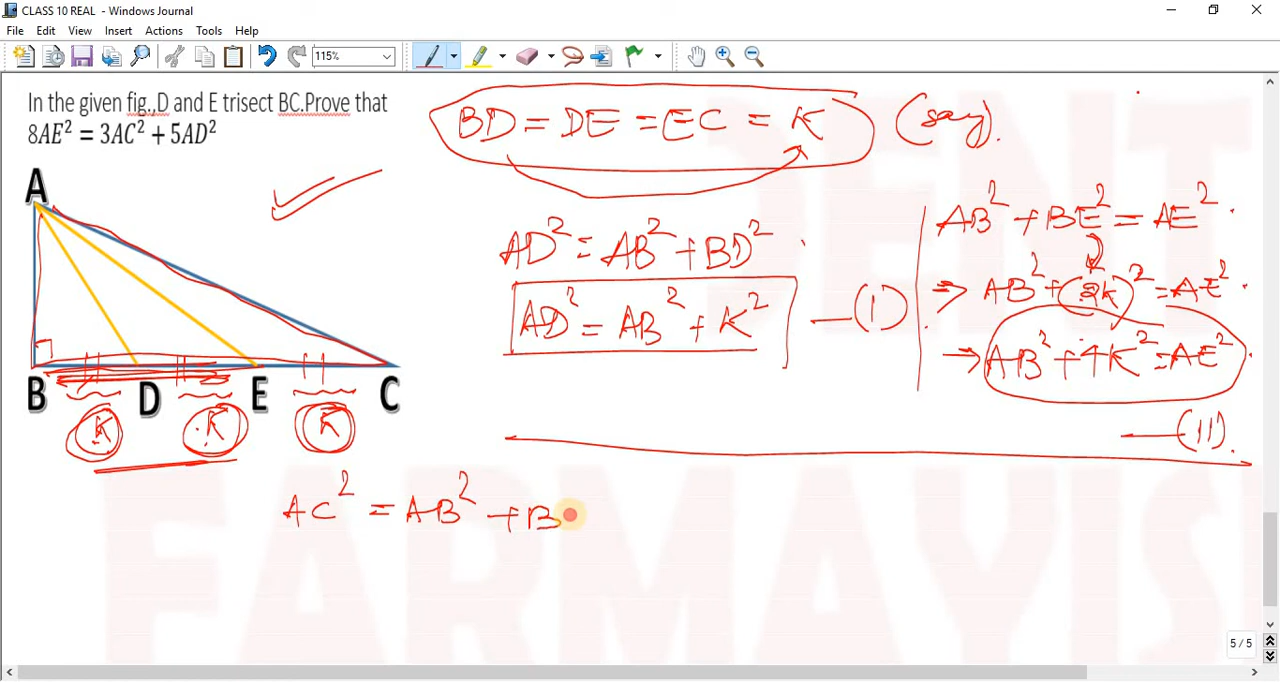 CLASS 10 REAL - Windows Journal
File Edit View Insert Actions Tools Help
115%
In the given fig.,D and E trisect BC.Prove that
8AE² = 3AC² + 5AD²
BD = DE = EC = K (say).
A
B D E C
K K K
AD² = AB² + BD²
AD² = AB² + K² —(I)
AB² + BE² = AE²
⇒ AB² + (2K)² = AE²
→ AB² + 4K² = AE²
—(II).
AC² = AB² + B
5 / 5
FARMAYIS